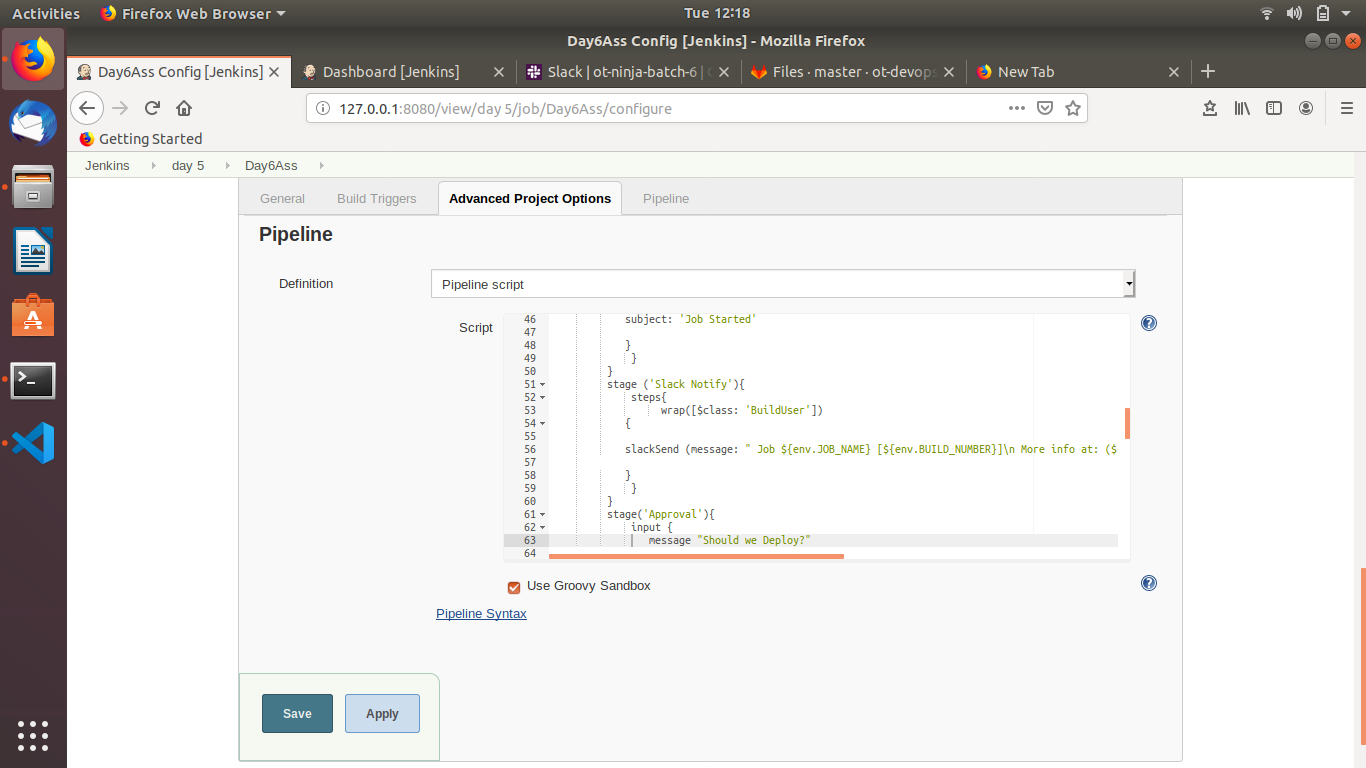 Activities Firefox Web Browser Tue 12:18
Day6Ass Config [Jenkins] - Mozilla Firefox
Day6Ass Config [Jenkins] Dashboard [Jenkins] Slack | ot-ninja-batch-6 | Files · master · ot-devops New Tab
127.0.0.1:8080/view/day 5/job/Day6Ass/configure
Getting Started
Jenkins day 5 Day6Ass
General Build Triggers Advanced Project Options Pipeline
Pipeline
Definition Pipeline script
Script
46 subject: 'Job Started'
47
48 }
49 }
50 }
51 stage ('Slack Notify'){
52 steps{
53 wrap([$class: 'BuildUser'])
54 {
55
56 slackSend (message: " Job ${env.JOB_NAME} [${env.BUILD_NUMBER}]\n More info at: ($
57
58 }
59 }
60 }
61 stage('Approval'){
62 input {
63 message "Should we Deploy?"
64
Use Groovy Sandbox
Pipeline Syntax
Save Apply